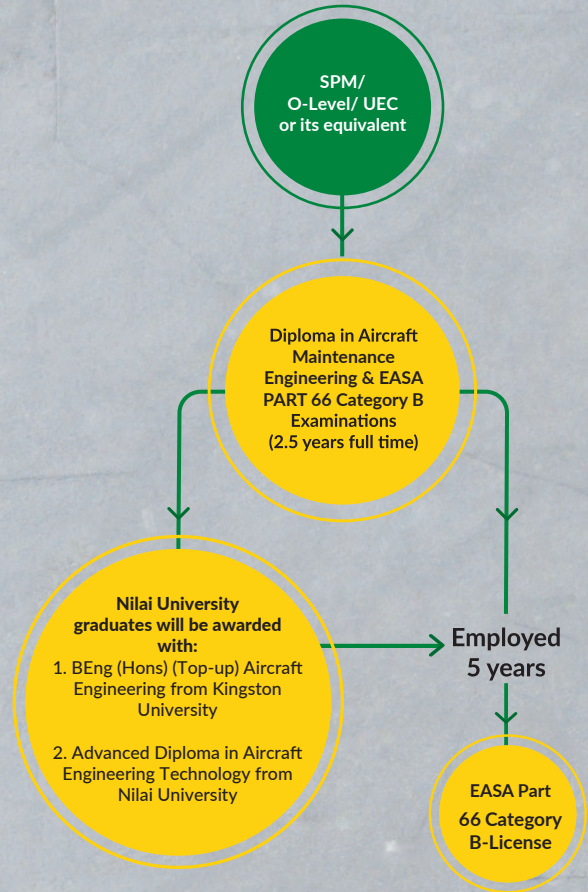 SPM/
O-Level/ UEC
or its equivalent
Diploma in Aircraft
Maintenance
Engineering & EASA
PART 66 Category B
Examinations
(2.5 years full time)
Nilai University
graduates will be awarded
with:
1. BEng (Hons) (Top-up) Aircraft
Engineering from Kingston
University
2. Advanced Diploma in Aircraft
Engineering Technology from
Nilai University
Employed
5 years
EASA Part
66 Category
B-License